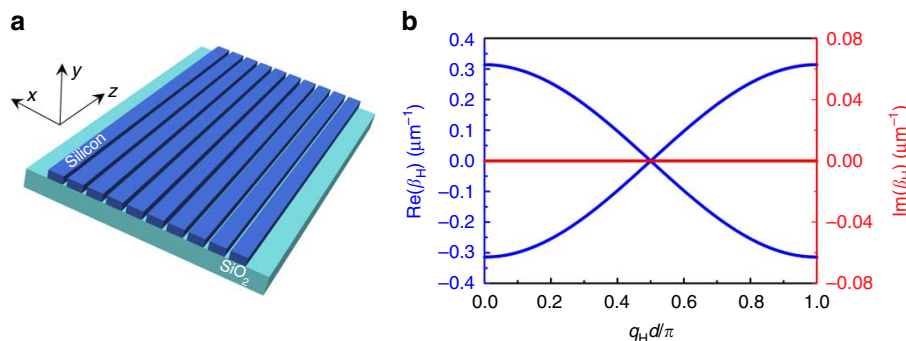 a
y
x
z
Silicon
SiO2
b
Re(βH) (μm−1)
0.4
0.3
0.2
0.1
0.0
−0.1
−0.2
−0.3
−0.4
0.0
0.2
0.4
0.6
0.8
1.0
qHd/π
0.08
0.04
0.00
−0.04
−0.08
Im(βH) (μm−1)